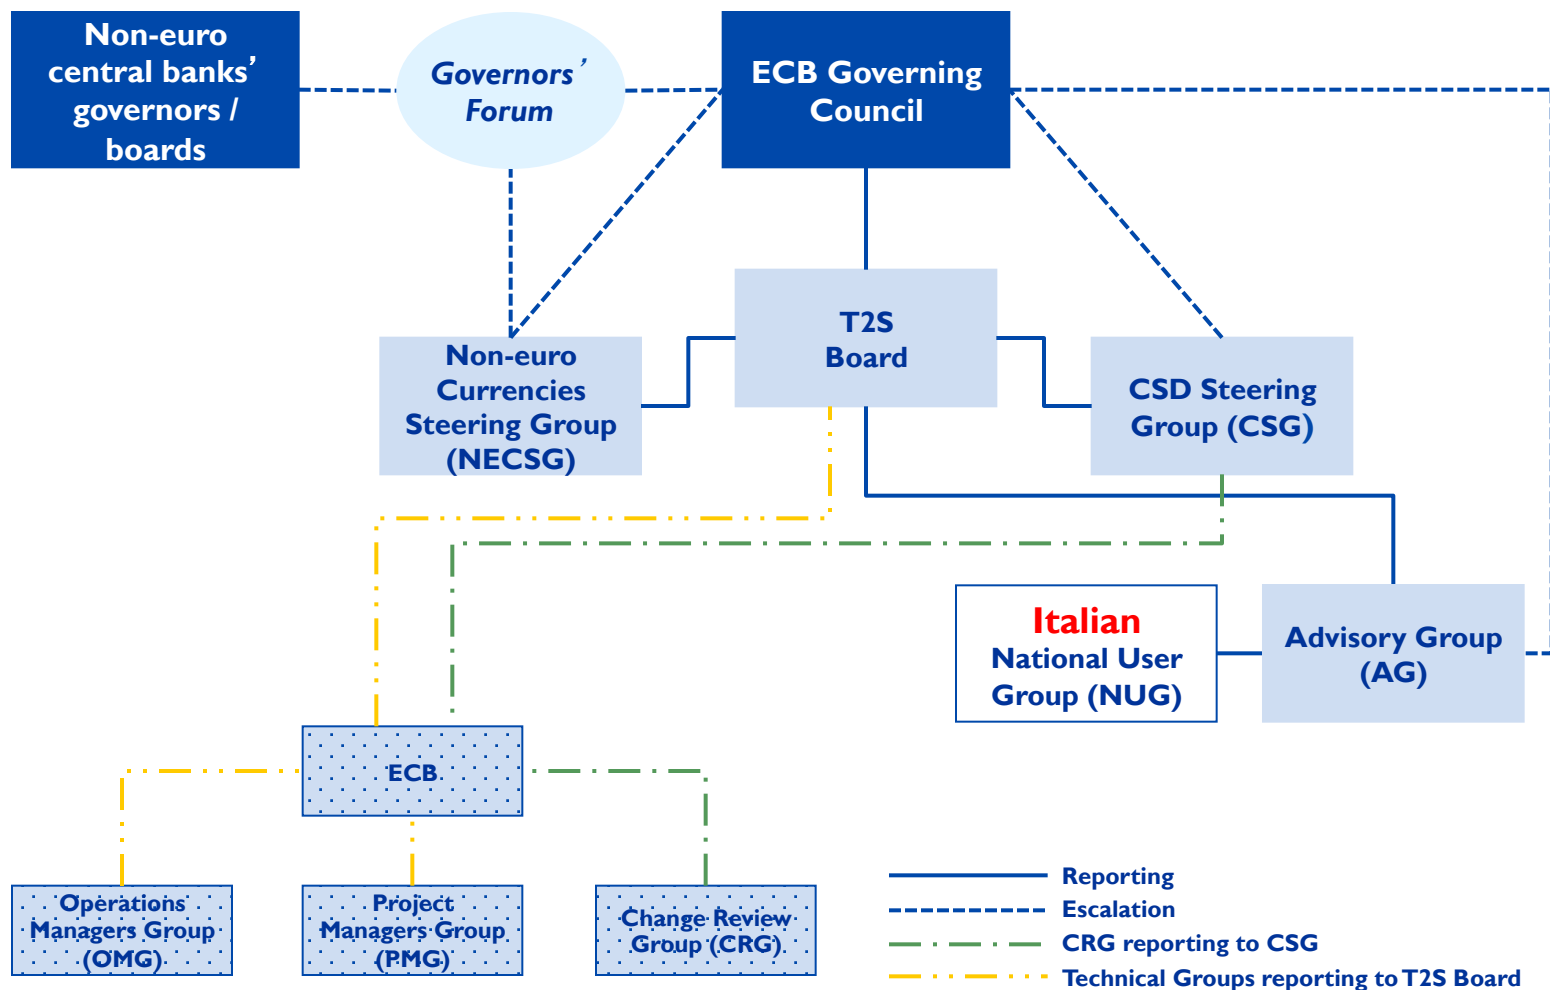 Non-euro
central banks’
governors /
boards
Governors’
Forum
ECB Governing
Council
T2S
Board
Non-euro
Currencies
Steering Group
(NECSG)
CSD Steering
Group (CSG)
Italian
National User
Group (NUG)
Advisory Group
(AG)
ECB
Operations
Managers Group
(OMG)
Project
Managers Group
(PMG)
Change Review
Group (CRG)
Reporting
Escalation
CRG reporting to CSG
Technical Groups reporting to T2S Board